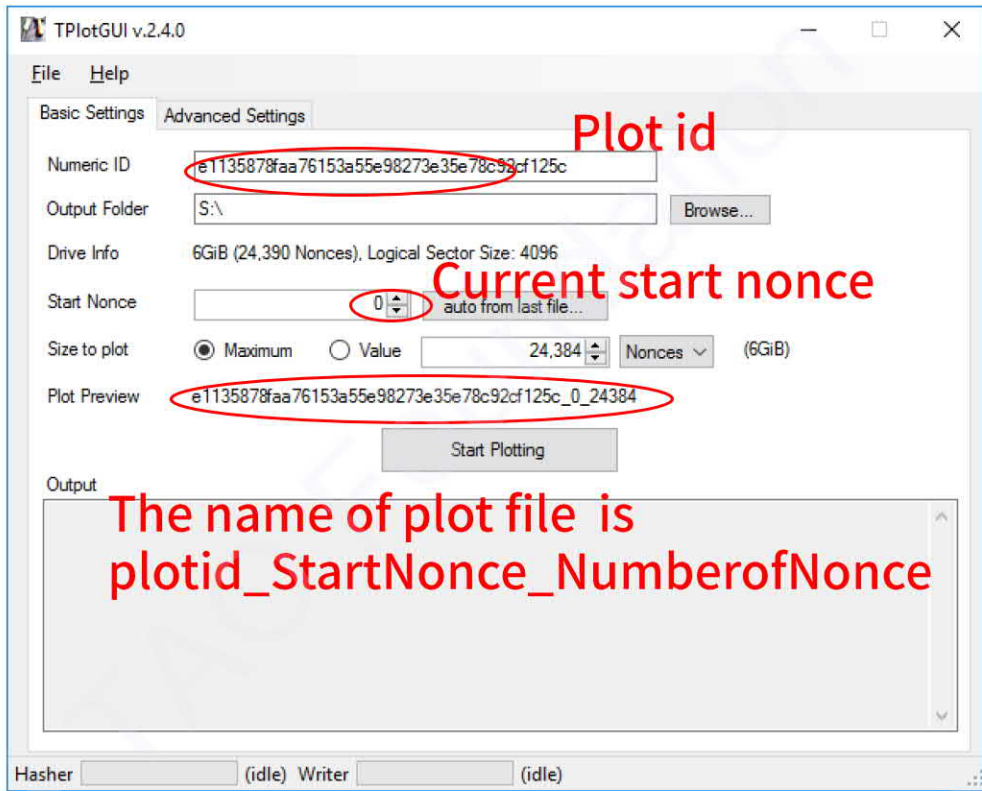 TPlotGUI v.2.4.0
File Help
Basic Settings Advanced Settings
Plot id
Numeric ID e1135878faa76153a55e98273e35e78c92cf125c
Output Folder S:\ Browse...
Drive Info 6GiB (24,390 Nonces), Logical Sector Size: 4096
Current start nonce
Start Nonce 0 auto from last file...
Size to plot Maximum Value 24,384 Nonces (6GiB)
Plot Preview e1135878faa76153a55e98273e35e78c92cf125c_0_24384
Start Plotting
Output
The name of plot file is
plotid_StartNonce_NumberofNonce
Hasher (idle) Writer (idle)